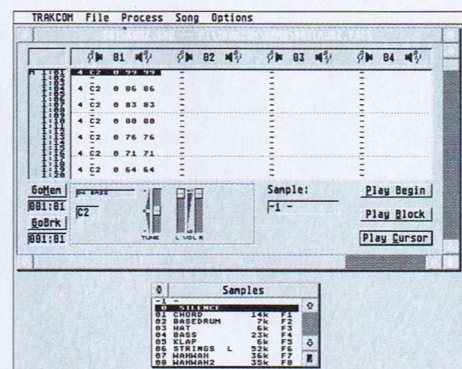 TRAKCOM File Process Song Options
01 02 03 04
4 C2 0 99 99
4 C2 0 86 86
4 C2 0 83 83
4 C2 0 80 80
4 C2 0 76 76
4 C2 0 71 71
4 C2 0 64 64
GoMem
001:01
GoBrk
001:01
04 BASS
C2
TUNE L VOL R
Sample:
-1 -
Play Begin
Play Block
Play Cursor
Samples
-1 -
0 SILENCE
01 CHORD 14k F1
02 BASEDRUM 7k F2
03 HAT 6k F3
04 BASS 23k F4
05 KLAP 6k F5
06 STRINGS L 52k F6
07 WAHWAH 36k F7
08 WAHWAH2 35k F8